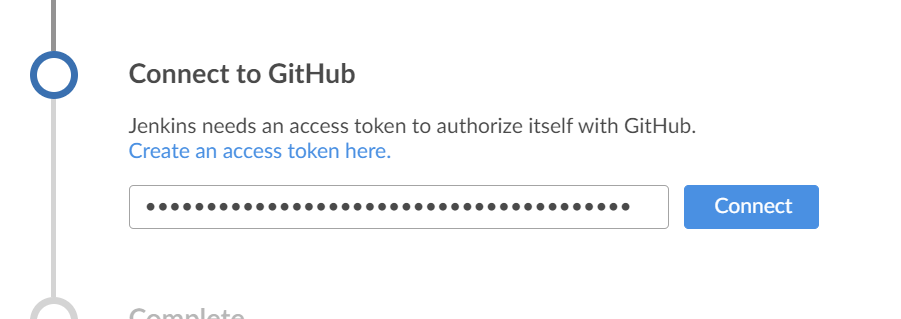 Connect to GitHub
Jenkins needs an access token to authorize itself with GitHub.
Create an access token here.
••••••••••••••••••••••••••••••••••••••••
Connect
Complete